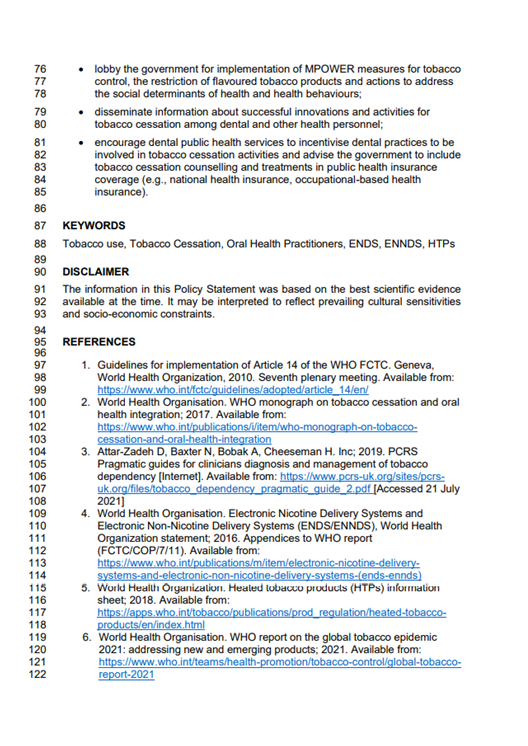 76 • lobby the government for implementation of MPOWER measures for tobacco
77 control, the restriction of flavoured tobacco products and actions to address
78 the social determinants of health and health behaviours;
79 • disseminate information about successful innovations and activities for
80 tobacco cessation among dental and other health personnel;
81 • encourage dental public health services to incentivise dental practices to be
82 involved in tobacco cessation activities and advise the government to include
83 tobacco cessation counselling and treatments in public health insurance
84 coverage (e.g., national health insurance, occupational-based health
85 insurance).
86
87 KEYWORDS
88 Tobacco use, Tobacco Cessation, Oral Health Practitioners, ENDS, ENNDS, HTPs
89
90 DISCLAIMER
91 The information in this Policy Statement was based on the best scientific evidence
92 available at the time. It may be interpreted to reflect prevailing cultural sensitivities
93 and socio-economic constraints.
94
95 REFERENCES
96
97 1. Guidelines for implementation of Article 14 of the WHO FCTC. Geneva,
98 World Health Organization, 2010. Seventh plenary meeting. Available from:
99 https://www.who.int/fctc/guidelines/adopted/article_14/en/
100 2. World Health Organization. WHO monograph on tobacco cessation and oral
101 health integration; 2017. Available from:
102 https://www.who.int/publications/i/item/who-monograph-on-tobacco-
103 cessation-and-oral-health-integration
104 3. Attar-Zadeh D, Baxter N, Bobak A, Cheeseman H. Inc; 2019. PCRS
105 Pragmatic guides for clinicians diagnosis and management of tobacco
106 dependency [Internet]. Available from: https://www.pcrs-uk.org/sites/pcrs-
107 uk.org/files/tobacco_dependency_pragmatic_guide_2.pdf [Accessed 21 July
108 2021]
109 4. World Health Organisation. Electronic Nicotine Delivery Systems and
110 Electronic Non-Nicotine Delivery Systems (ENDS/ENNDS), World Health
111 Organization statement; 2016. Appendices to WHO report
112 (FCTC/COP/7/11). Available from:
113 https://www.who.int/publications/m/item/electronic-nicotine-delivery-
114 systems-and-electronic-non-nicotine-delivery-systems-(ends-ennds)
115 5. World Health Organization. Heated tobacco products (HTPs) information
116 sheet; 2018. Available from:
117 https://apps.who.int/tobacco/publications/prod_regulation/heated-tobacco-
118 products/en/index.html
119 6. World Health Organisation. WHO report on the global tobacco epidemic
120 2021: addressing new and emerging products; 2021. Available from:
121 https://www.who.int/teams/health-promotion/tobacco-control/global-tobacco-
122 report-2021